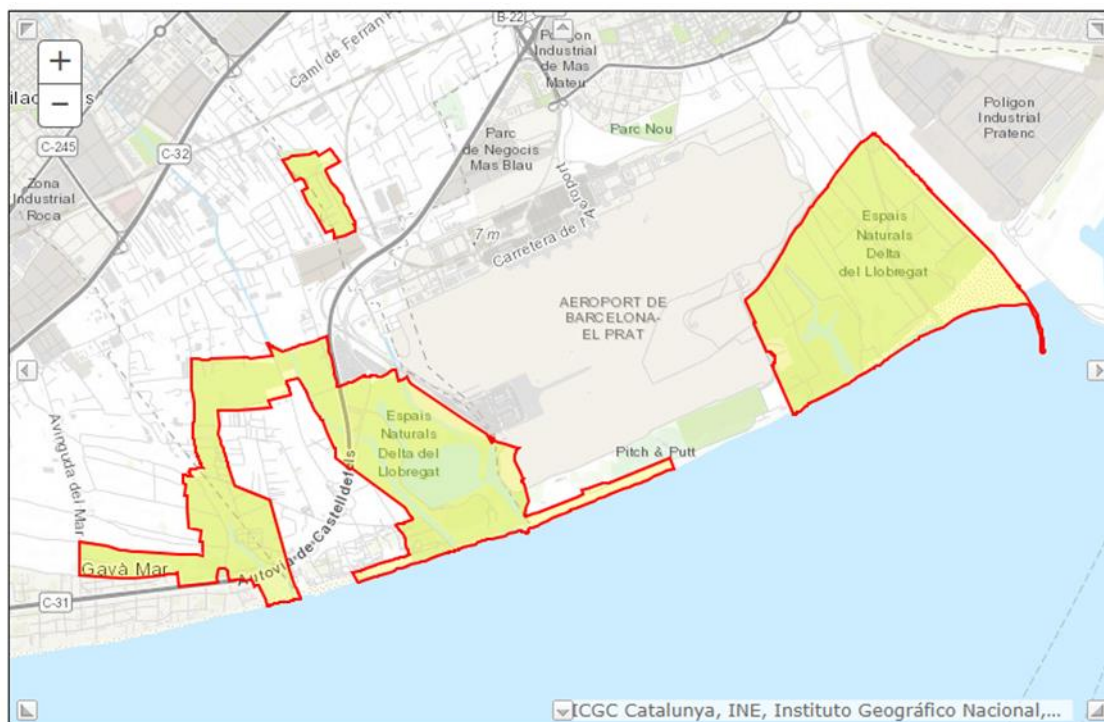 B-22
Camí de Ferran P
Polígon
Industrial
de Mas
Mateu
+
−
C-245
C-32
Zona
Industrial
Roca
Parc
de Negocis
Mas Blau
Parc Nou
Polígon
Industrial
Pratenc
Aeroport
7 m
Carretera de l'
Espais
Naturals
Delta
del Llobregat
AEROPORT DE
BARCELONA-
EL PRAT
Avinguda del Mar
Espais
Naturals
Delta del
Llobregat
Pitch & Putt
Gavà Mar
Autovia de Castelldefels
C-31
ICGC Catalunya, INE, Instituto Geográfico Nacional,...